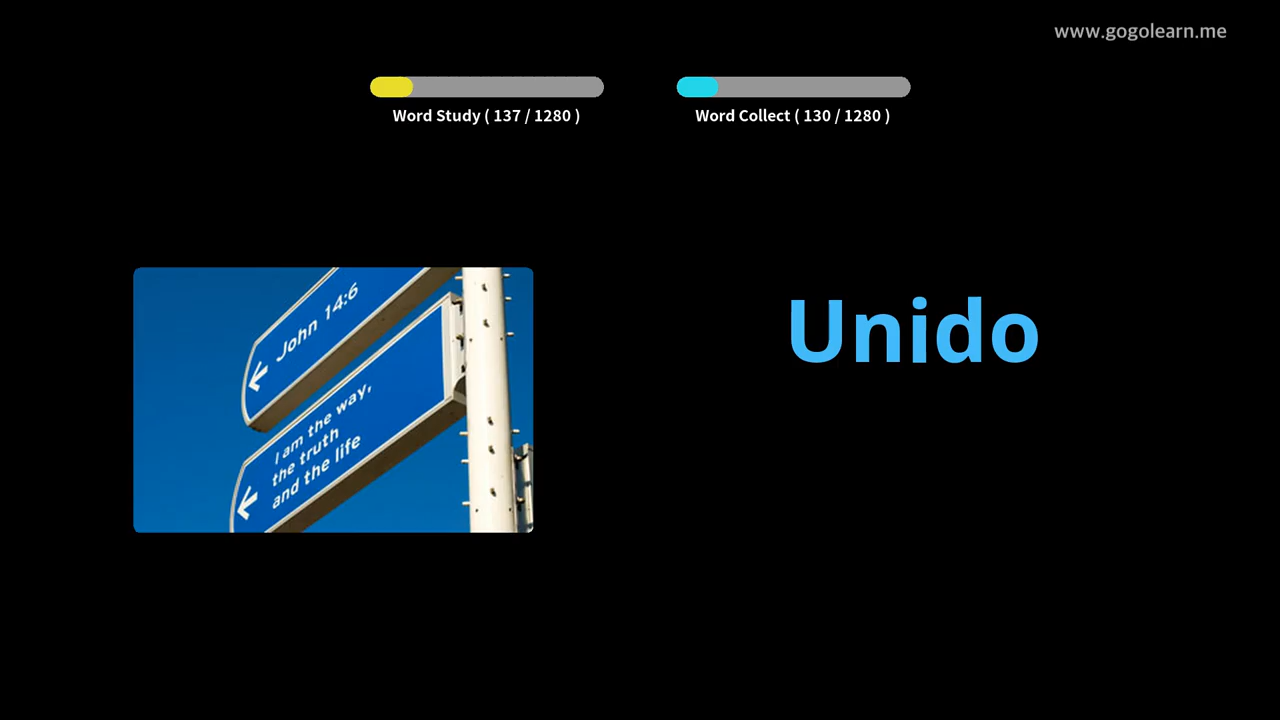 www.gogolearn.me
Word Study ( 137 / 1280 )
Word Collect ( 130 / 1280 )
John 14:6
I am the way,
the truth
and the life
Unido